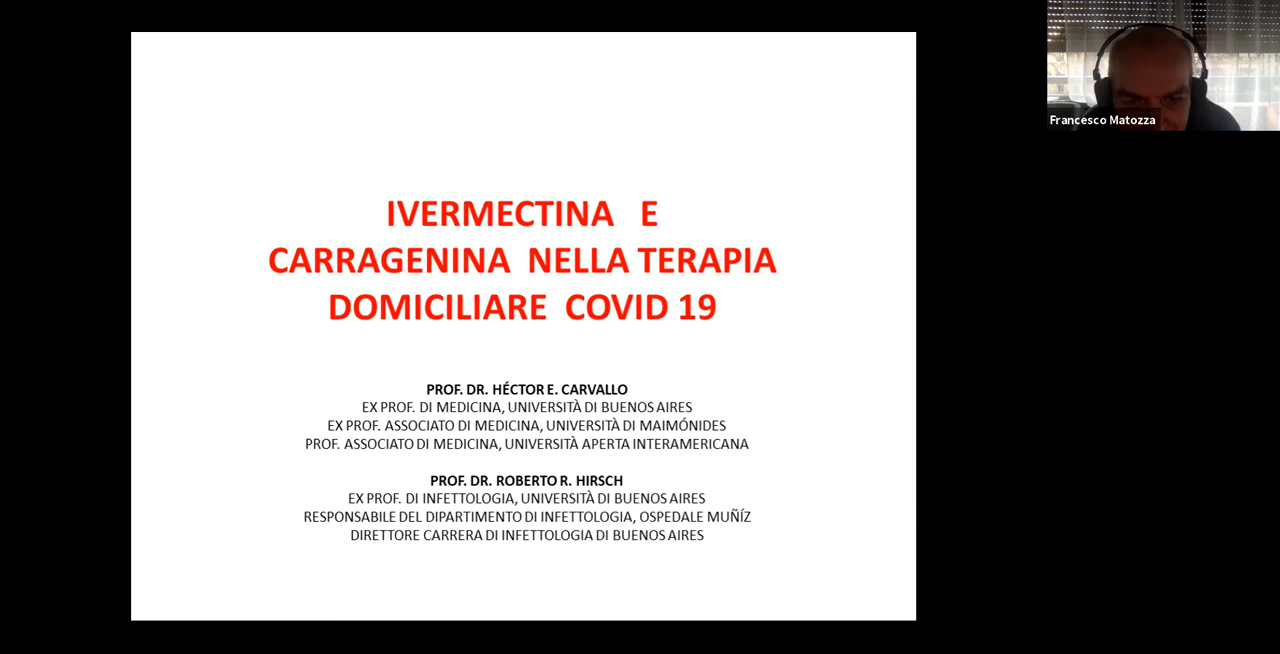 IVERMECTINA E
CARRAGENINA NELLA TERAPIA
DOMICILIARE COVID 19
PROF. DR. HÉCTOR E. CARVALLO
EX PROF. DI MEDICINA, UNIVERSITÀ DI BUENOS AIRES
EX PROF. ASSOCIATO DI MEDICINA, UNIVERSITÀ DI MAIMÓNIDES
PROF. ASSOCIATO DI MEDICINA, UNIVERSITÀ APERTA INTERAMERICANA
PROF. DR. ROBERTO R. HIRSCH
EX PROF. DI INFETTOLOGIA, UNIVERSITÀ DI BUENOS AIRES
RESPONSABILE DEL DIPARTIMENTO DI INFETTOLOGIA, OSPEDALE MUÑÍZ
DIRETTORE CARRERA DI INFETTOLOGIA DI BUENOS AIRES
Francesco Matozza